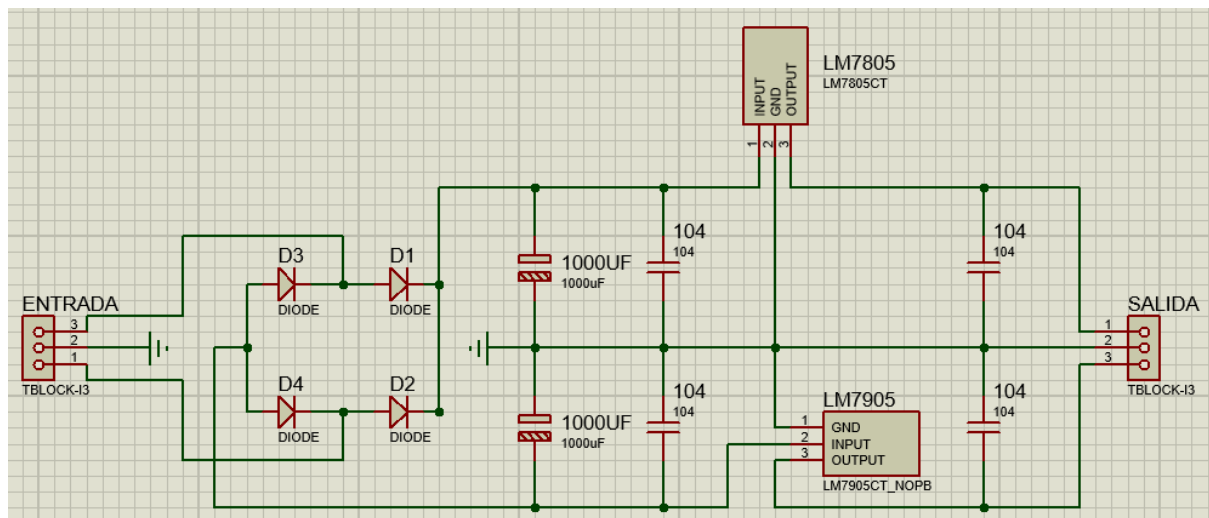 LM7805
LM7805CT
INPUT
GND
OUTPUT
1
2
3
ENTRADA
3
2
1
TBLOCK-I3
D3
DIODE
D1
DIODE
D4
DIODE
D2
DIODE
1000UF
1000uF
104
104
1000UF
1000uF
104
104
104
104
SALIDA
1
2
3
TBLOCK-I3
LM7905
1 GND
2 INPUT
3 OUTPUT
LM7905CT_NOPB
104
104